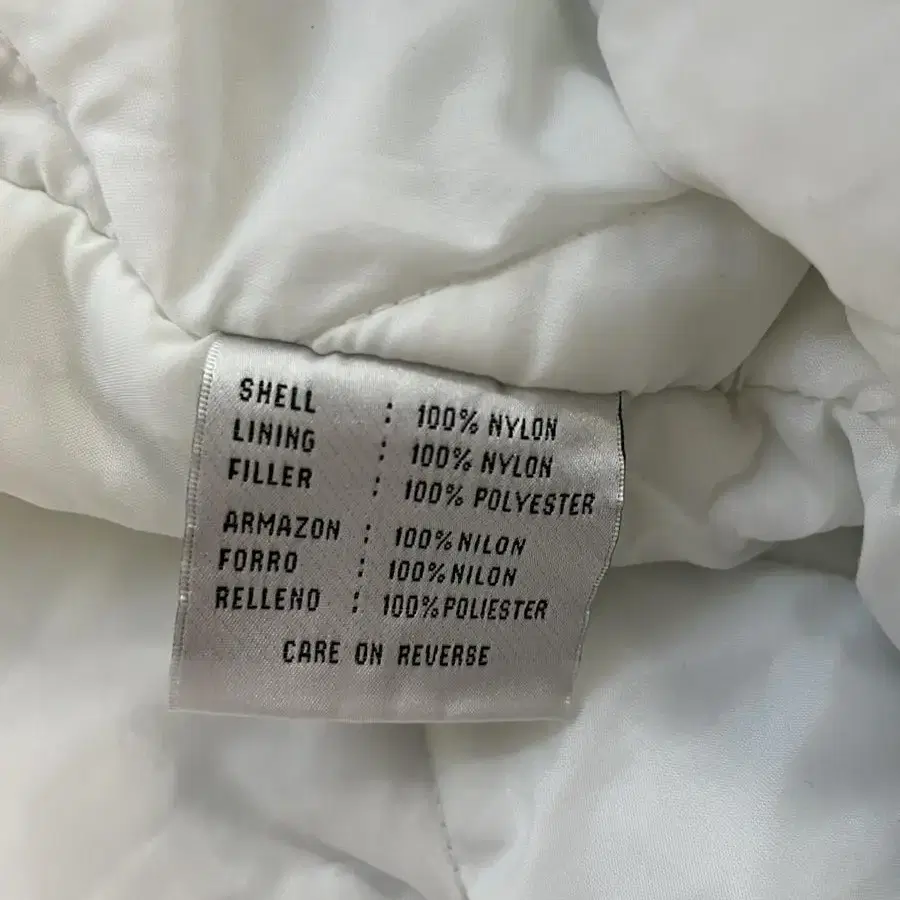 SHELL : 100% NYLON
LINING : 100% NYLON
FILLER : 100% POLYESTER
ARMAZON : 100% NILON
FORRO : 100% NILON
RELLENO : 100% POLIESTER
CARE ON REVERSE